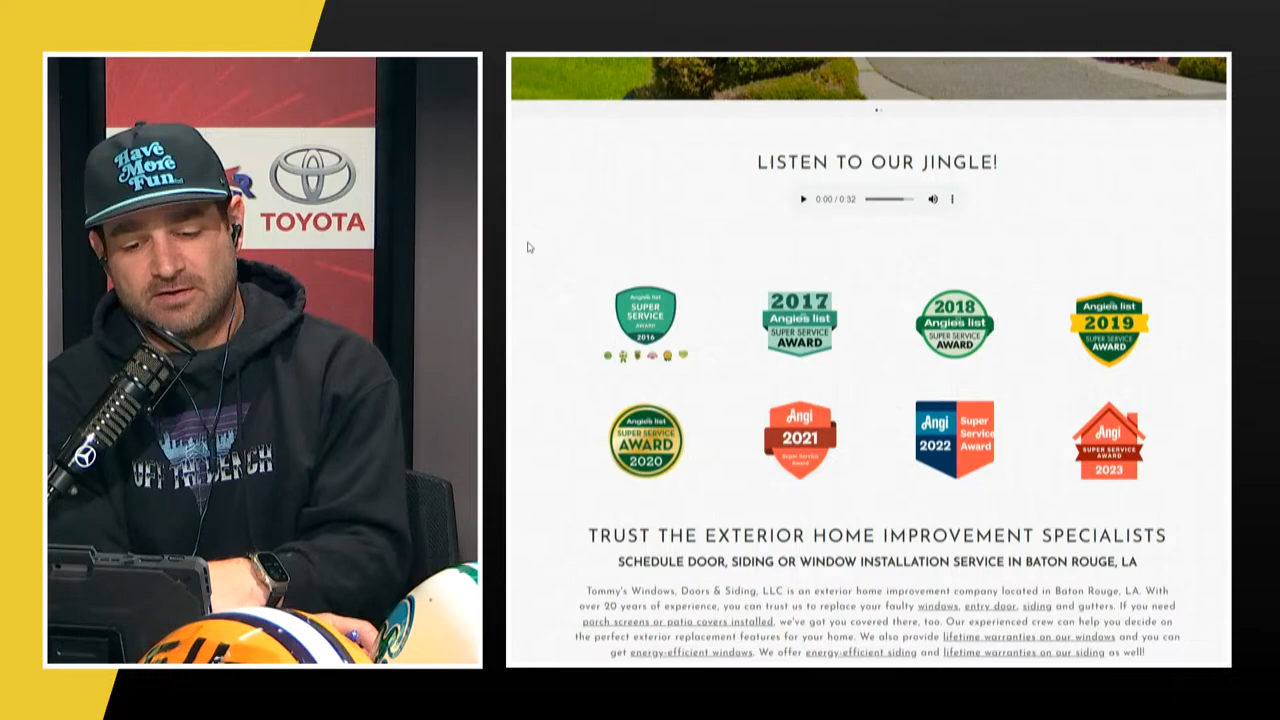 Have
More
Fun
TOYOTA
OFF THE BENCH
LISTEN TO OUR JINGLE!
0:00 / 0:32
Angie's list
SUPER
SERVICE
AWARD
2016
2017
Angie's list
SUPER SERVICE
AWARD
2018
Angie's list
SUPER SERVICE
AWARD
Angie's list
2019
SUPER SERVICE
AWARD
Angie's list
SUPER SERVICE
AWARD
2020
Angi
2021
Super Service
Award
Angi
2022
Super
Service
Award
Angi
SUPER SERVICE
AWARD
2023
TRUST THE EXTERIOR HOME IMPROVEMENT SPECIALISTS
SCHEDULE DOOR, SIDING OR WINDOW INSTALLATION SERVICE IN BATON ROUGE, LA
Tommy's Windows, Doors & Siding, LLC is an exterior home improvement company located in Baton Rouge, LA. With
over 20 years of experience, you can trust us to replace your faulty windows, entry door, siding and gutters. If you need
porch screens or patio covers installed, we've got you covered there, too. Our experienced crew can help you decide on
the perfect exterior replacement features for your home. We also provide lifetime warranties on our windows and you can
get energy-efficient windows. We offer energy-efficient siding and lifetime warranties on our siding as well!